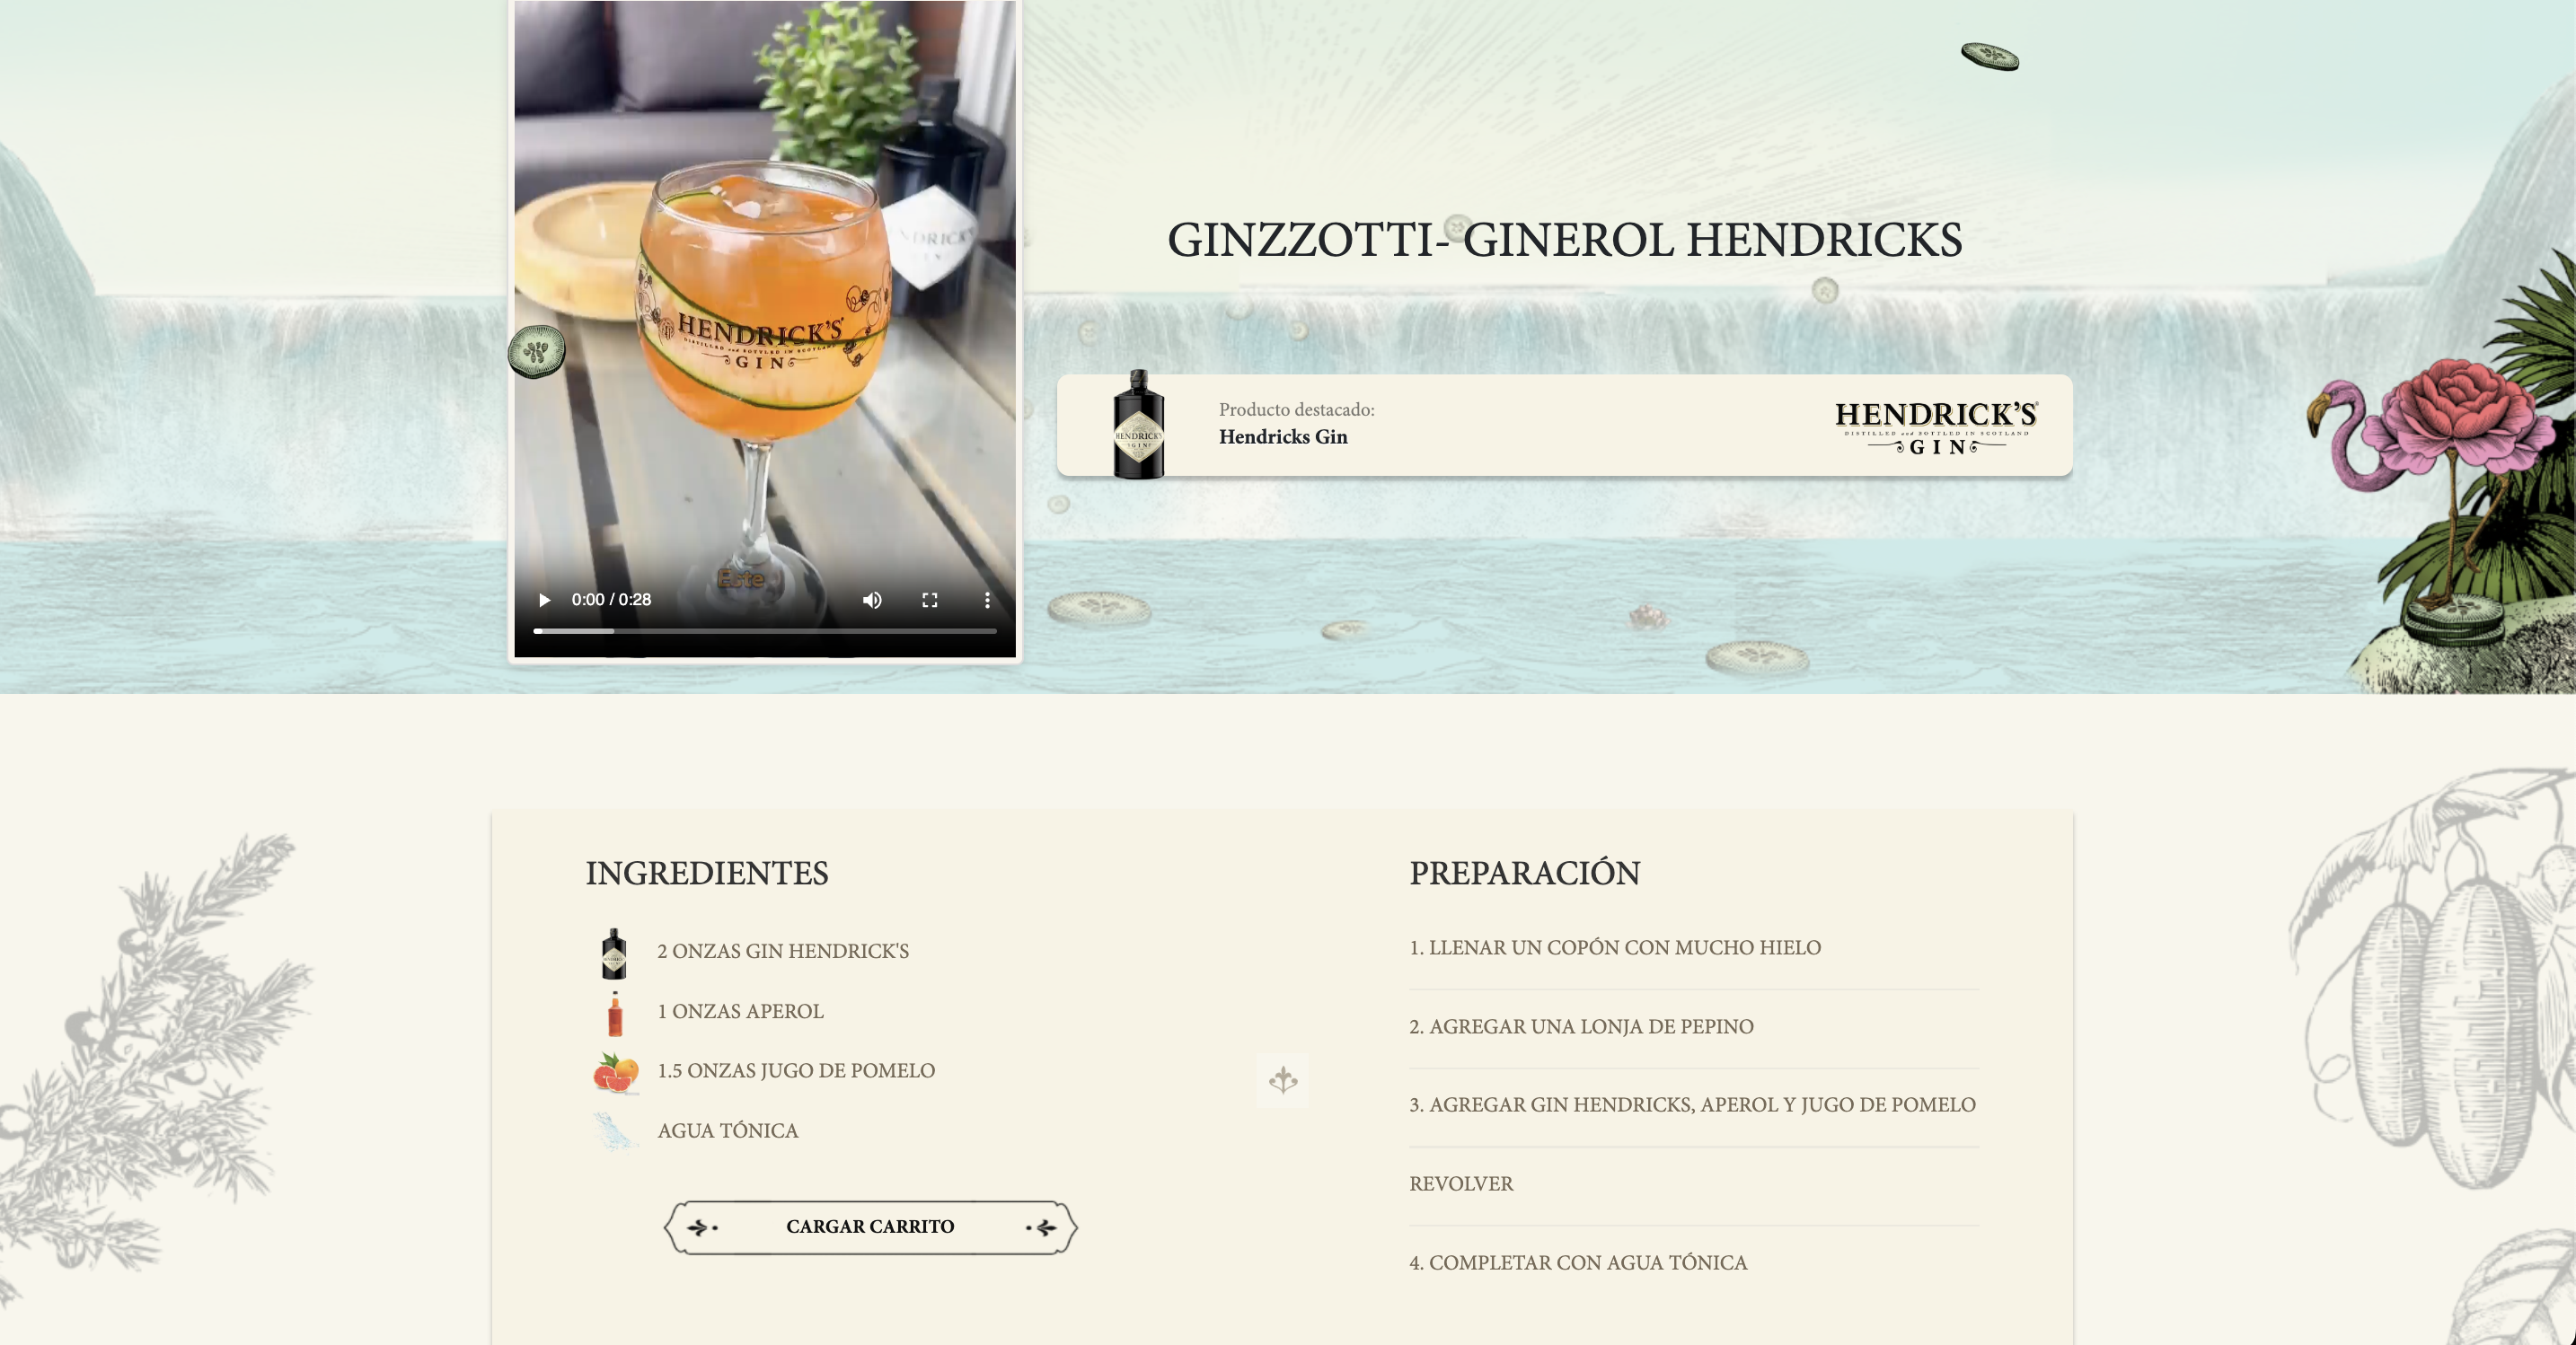 HENDRICK'S
DISTILLED and BOTTLED IN SCOTLAND
GIN
Este
0:00 / 0:28
GINZZOTTI- GINEROL HENDRICKS
Producto destacado:
Hendricks Gin
HENDRICK'S
GIN
HENDRICK'S
DISTILLED and BOTTLED IN SCOTLAND
GIN
INGREDIENTES
2 ONZAS GIN HENDRICK'S
1 ONZAS APEROL
1.5 ONZAS JUGO DE POMELO
AGUA TÓNICA
CARGAR CARRITO
PREPARACIÓN
1. LLENAR UN COPÓN CON MUCHO HIELO
2. AGREGAR UNA LONJA DE PEPINO
3. AGREGAR GIN HENDRICKS, APEROL Y JUGO DE POMELO
REVOLVER
4. COMPLETAR CON AGUA TÓNICA